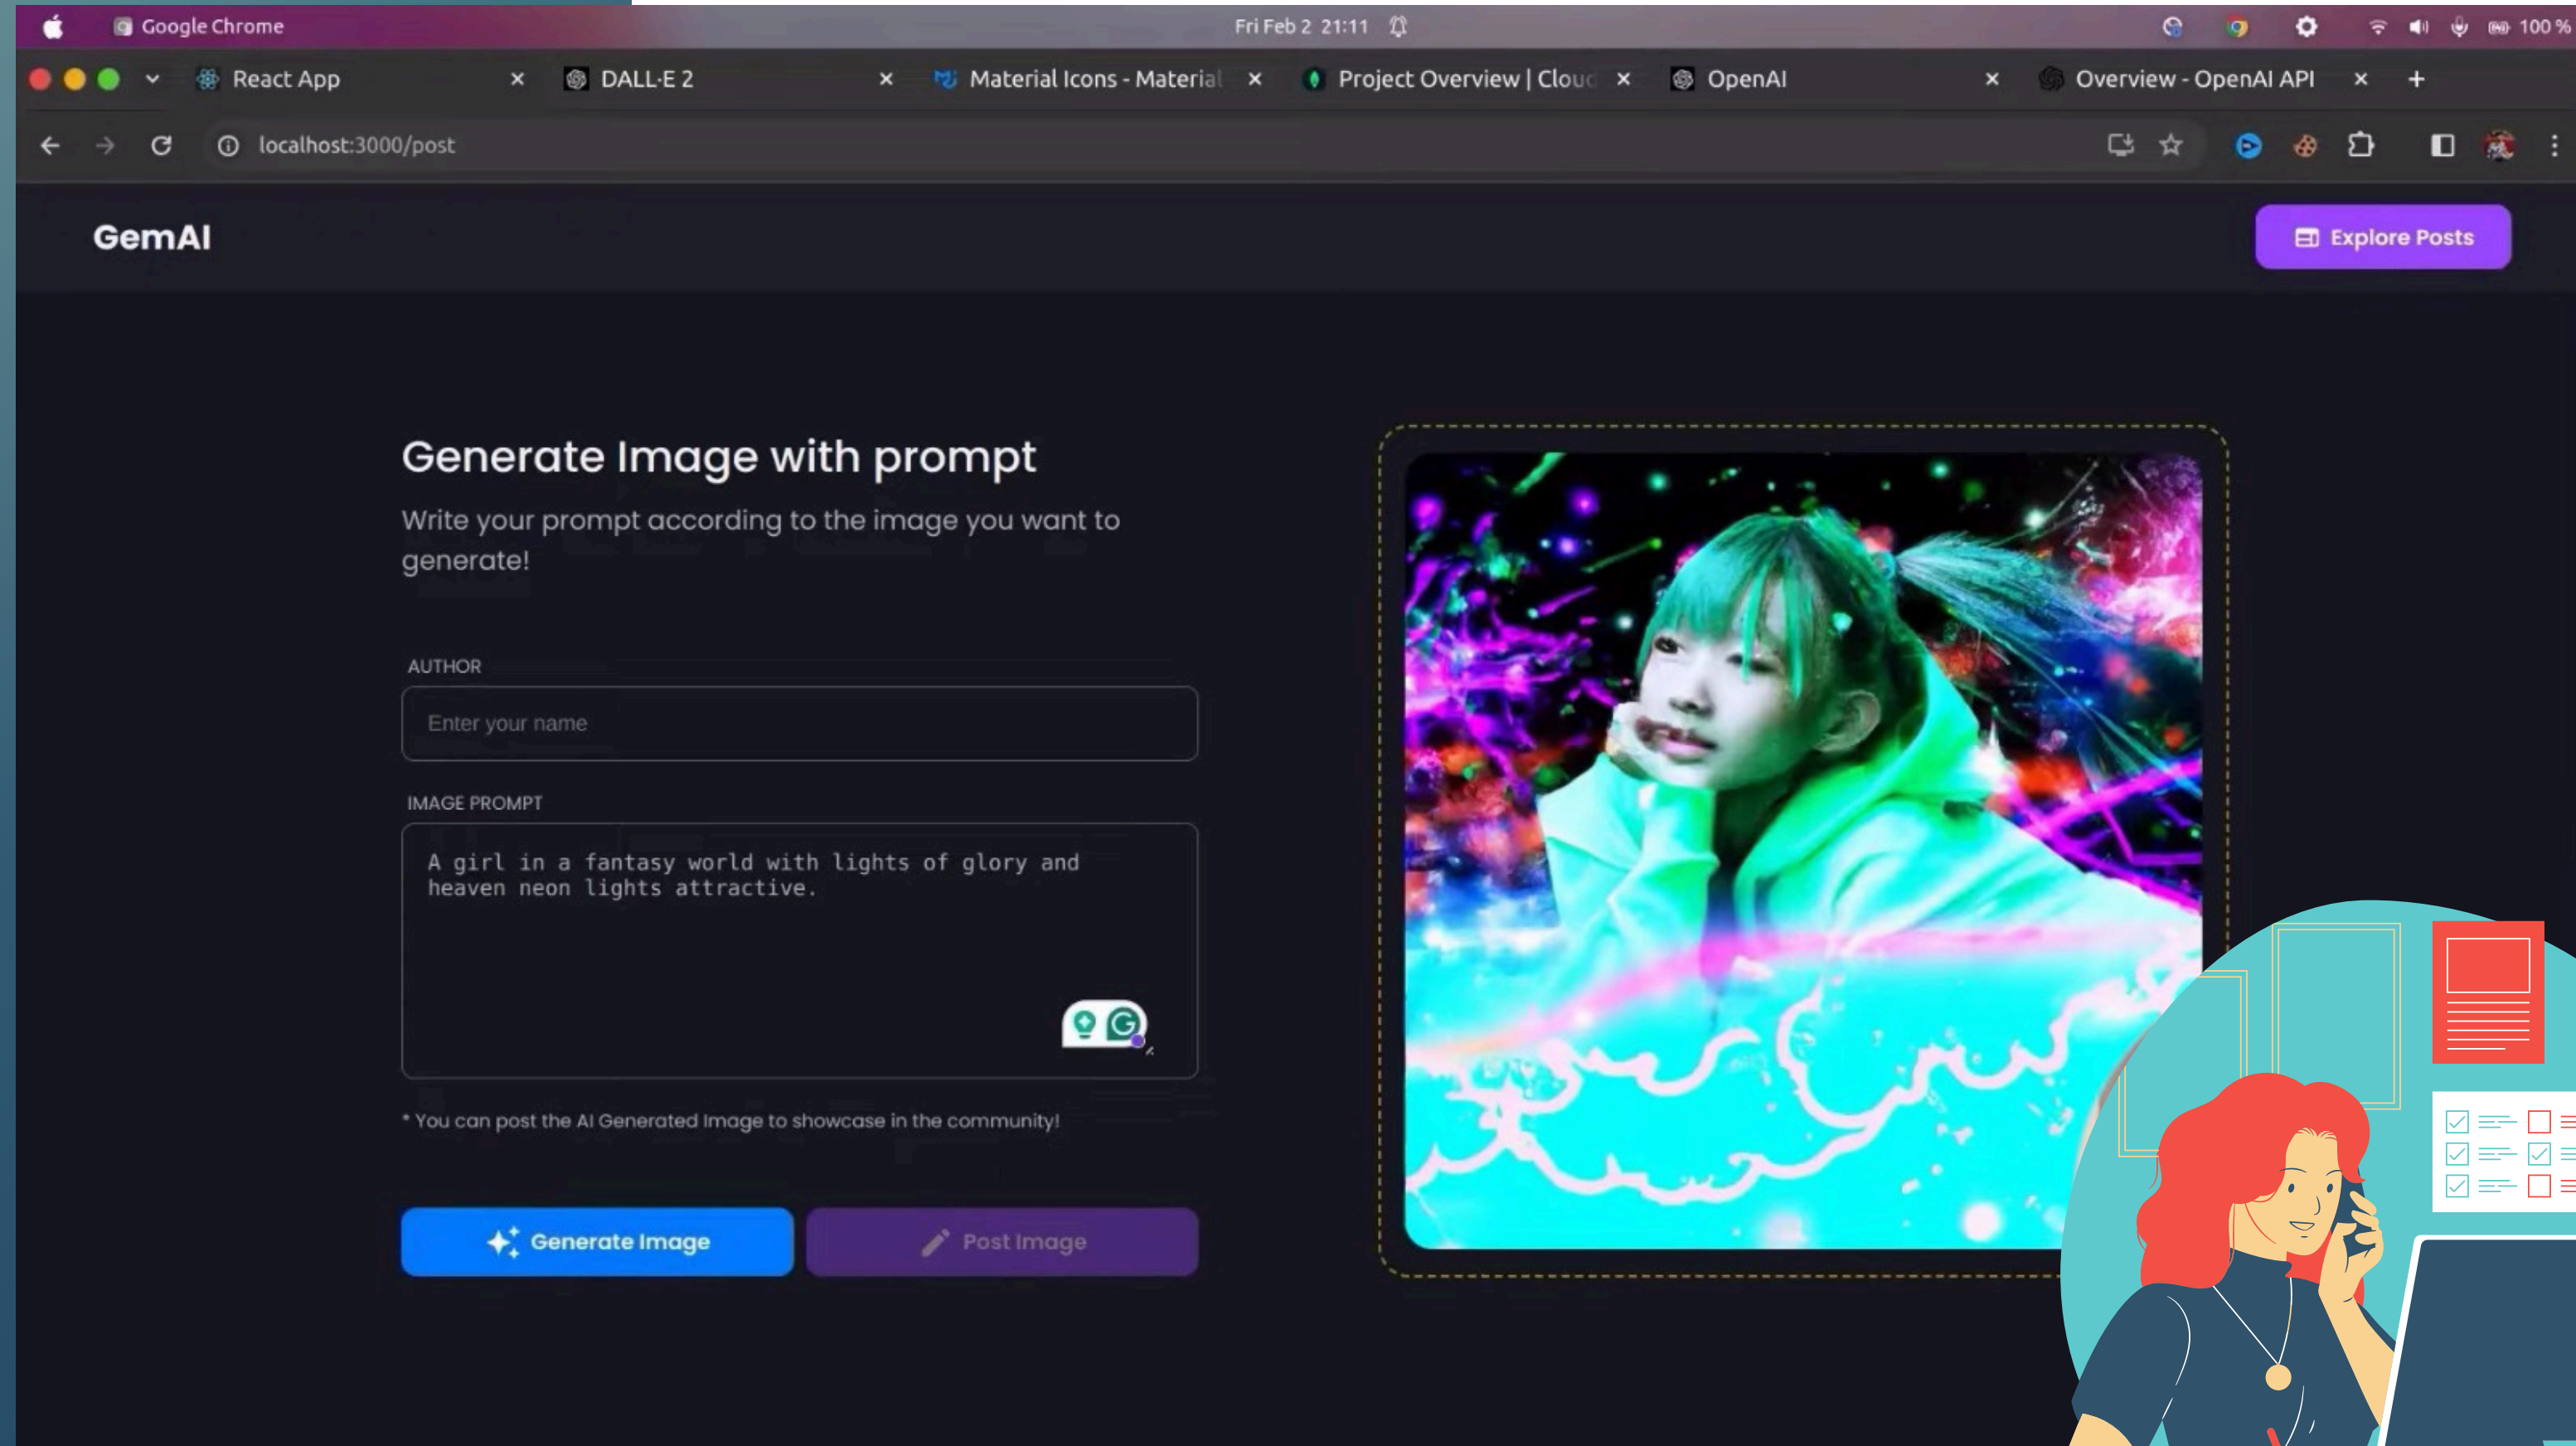 Google Chrome
Fri Feb 2 21:11
100 %
React App
DALL·E 2
Material Icons - Material
Project Overview | Cloud
OpenAI
Overview - OpenAI API
localhost:3000/post
GemAI
Explore Posts
Generate Image with prompt
Write your prompt according to the image you want to
generate!
AUTHOR
Enter your name
IMAGE PROMPT
A girl in a fantasy world with lights of glory and
heaven neon lights attractive.
* You can post the AI Generated Image to showcase in the community!
Generate Image
Post Image